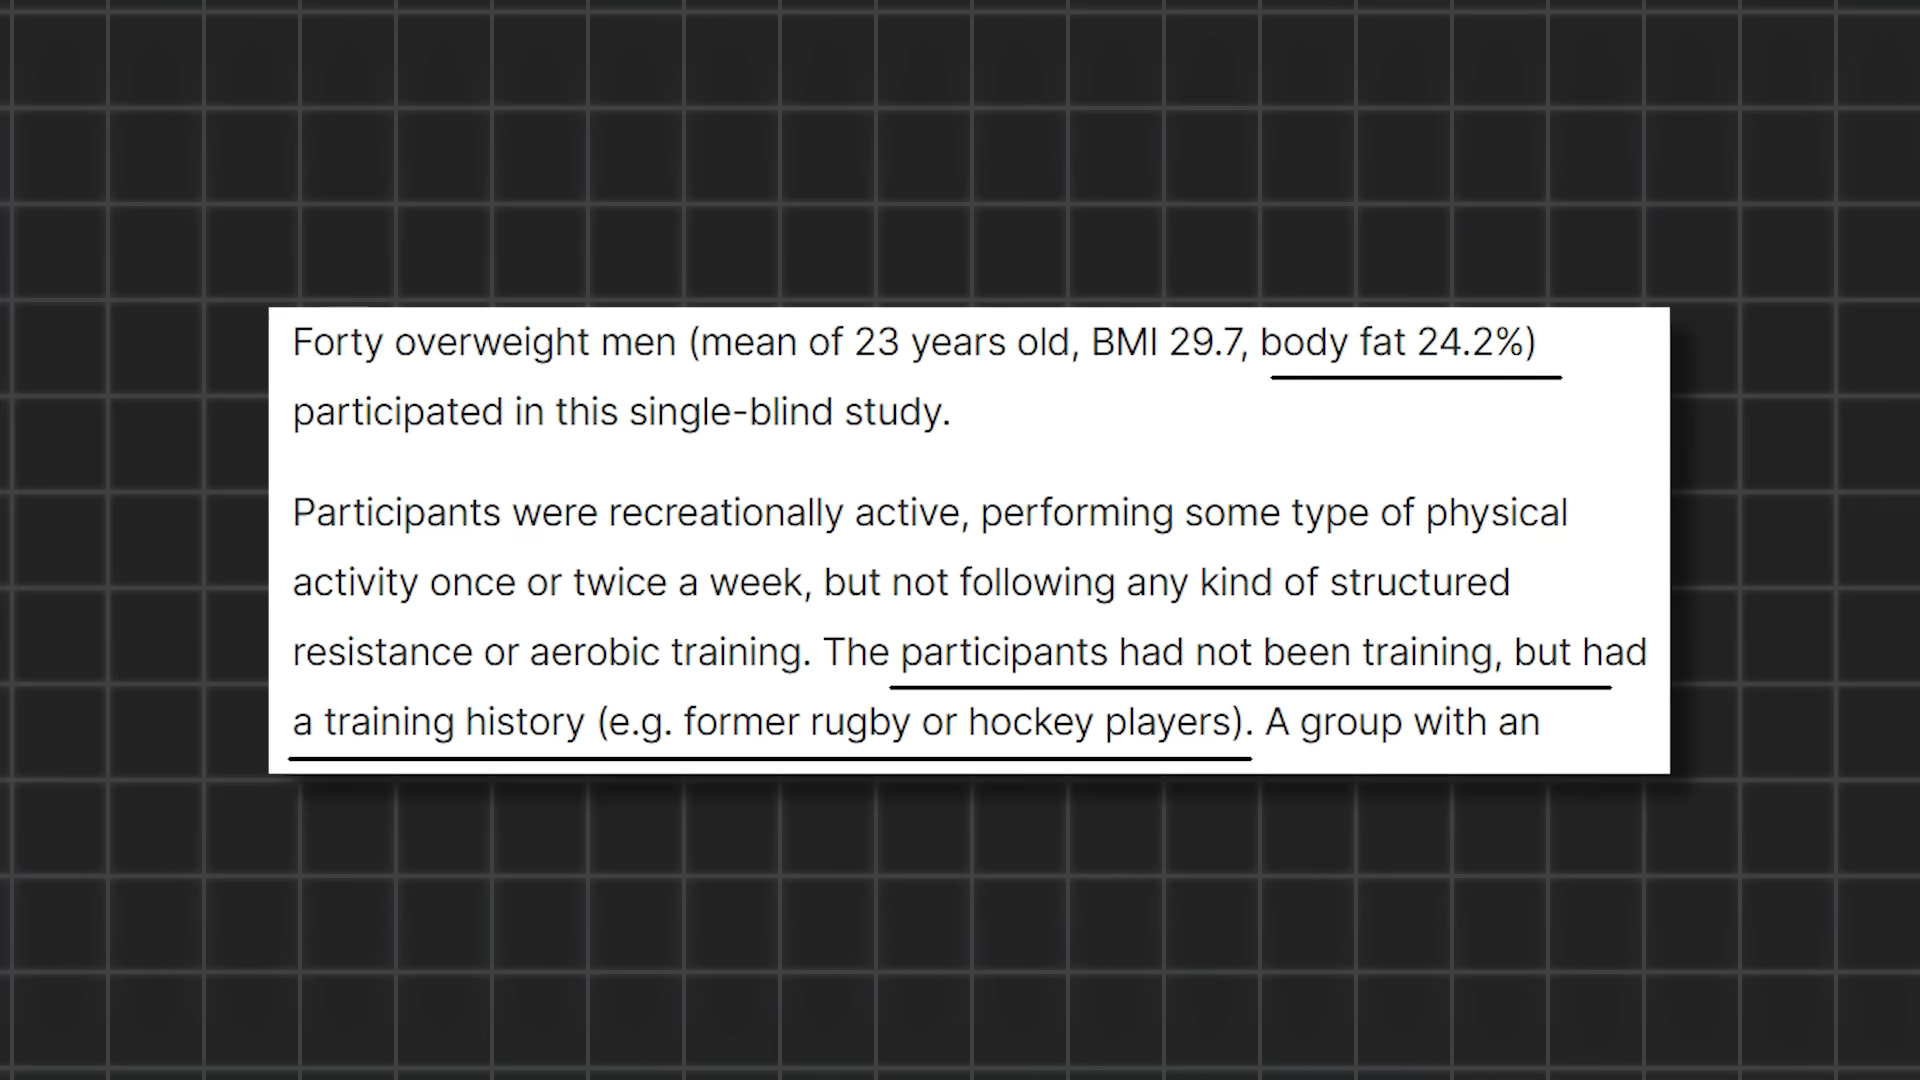 Forty overweight men (mean of 23 years old, BMI 29.7, body fat 24.2%)
participated in this single-blind study.
Participants were recreationally active, performing some type of physical
activity once or twice a week, but not following any kind of structured
resistance or aerobic training. The participants had not been training, but had
a training history (e.g. former rugby or hockey players). A group with an